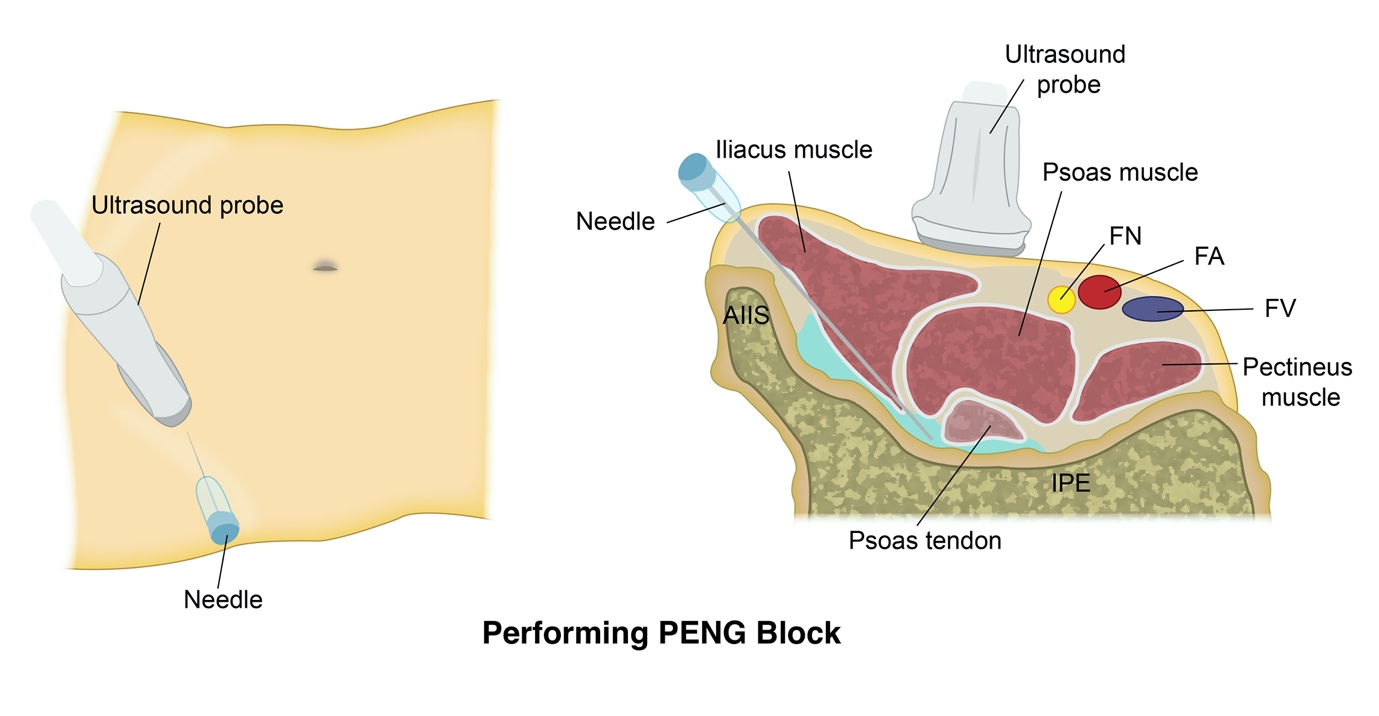 Ultrasound probe
Needle
Ultrasound
probe
Iliacus muscle
Psoas muscle
Needle
FN
FA
FV
AIIS
Pectineus
muscle
IPE
Psoas tendon
Performing PENG Block